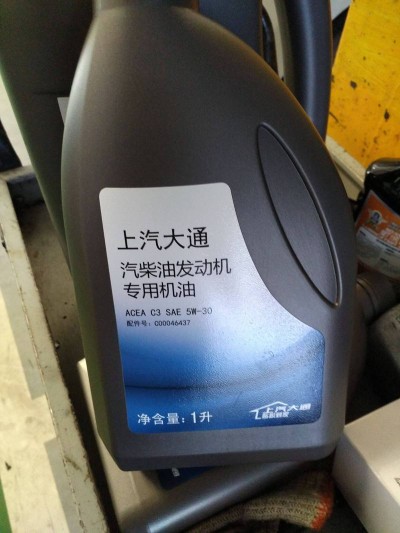 上汽大通
汽柴油发动机
专用机油
ACEA C3 SAE 5W-30
配件号: C00046437
净含量: 1升
上汽大通